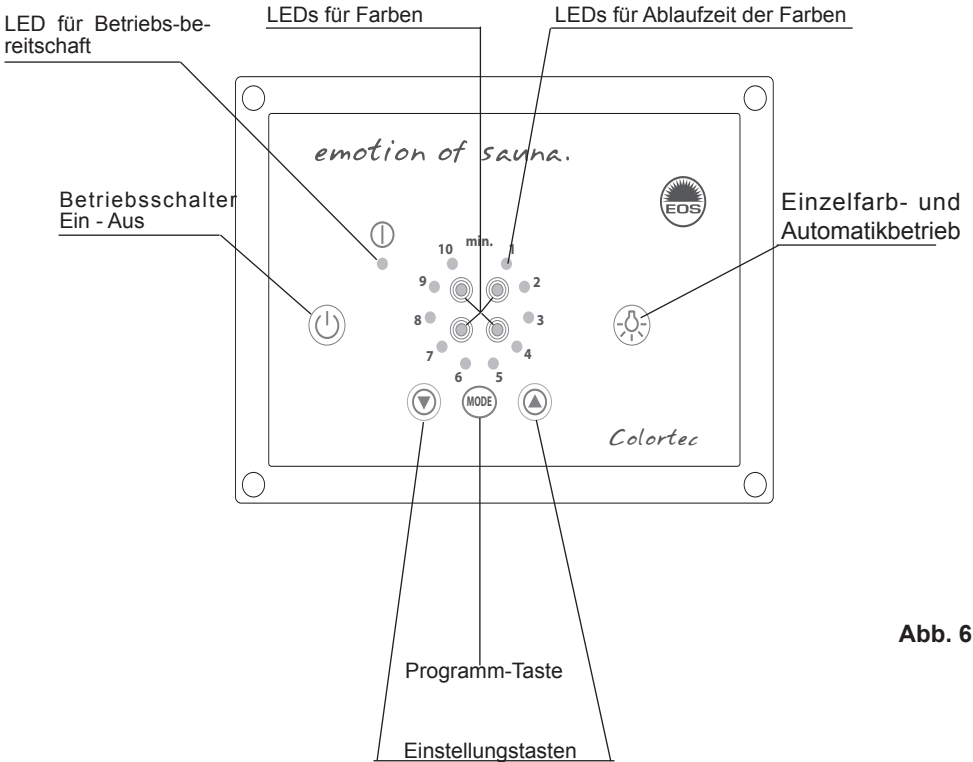 LED für Betriebs-be-
reitschaft
LEDs für Farben
LEDs für Ablaufzeit der Farben
emotion of sauna.
EOS
Betriebsschalter
Ein - Aus
Einzelfarb- und
Automatikbetrieb
10 min. 1
9 2
8 3
7 4
6 5
MODE
Colortec
Abb. 6
Programm-Taste
Einstellungstasten